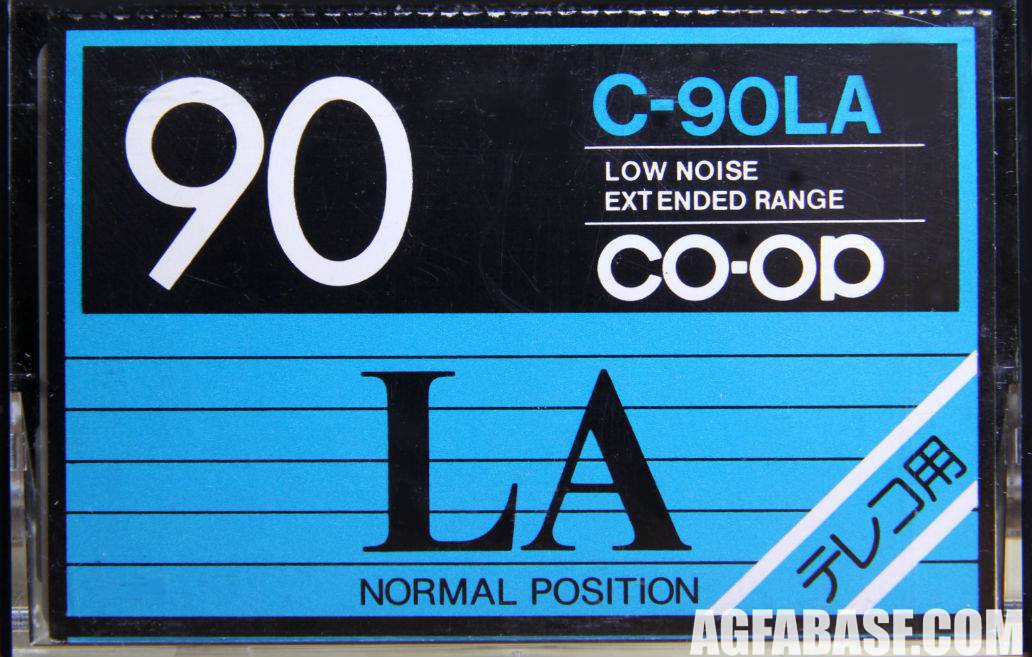 90
C-90LA
LOW NOISE
EXTENDED RANGE
CO-OP
LA
NORMAL POSITION
テレコ用
AGFABASF.COM